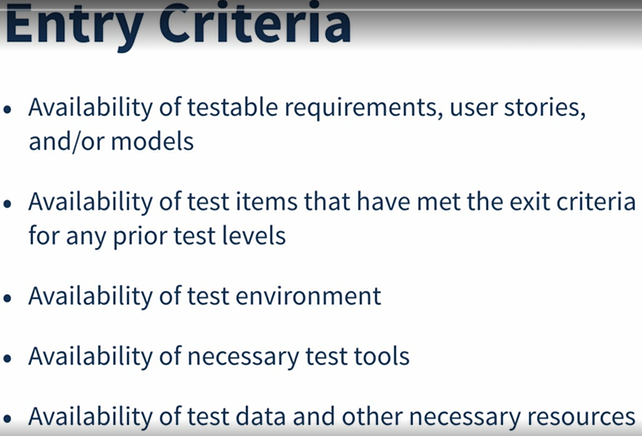 Entry Criteria
• Availability of testable requirements, user stories,
and/or models
• Availability of test items that have met the exit criteria
for any prior test levels
• Availability of test environment
• Availability of necessary test tools
• Availability of test data and other necessary resources